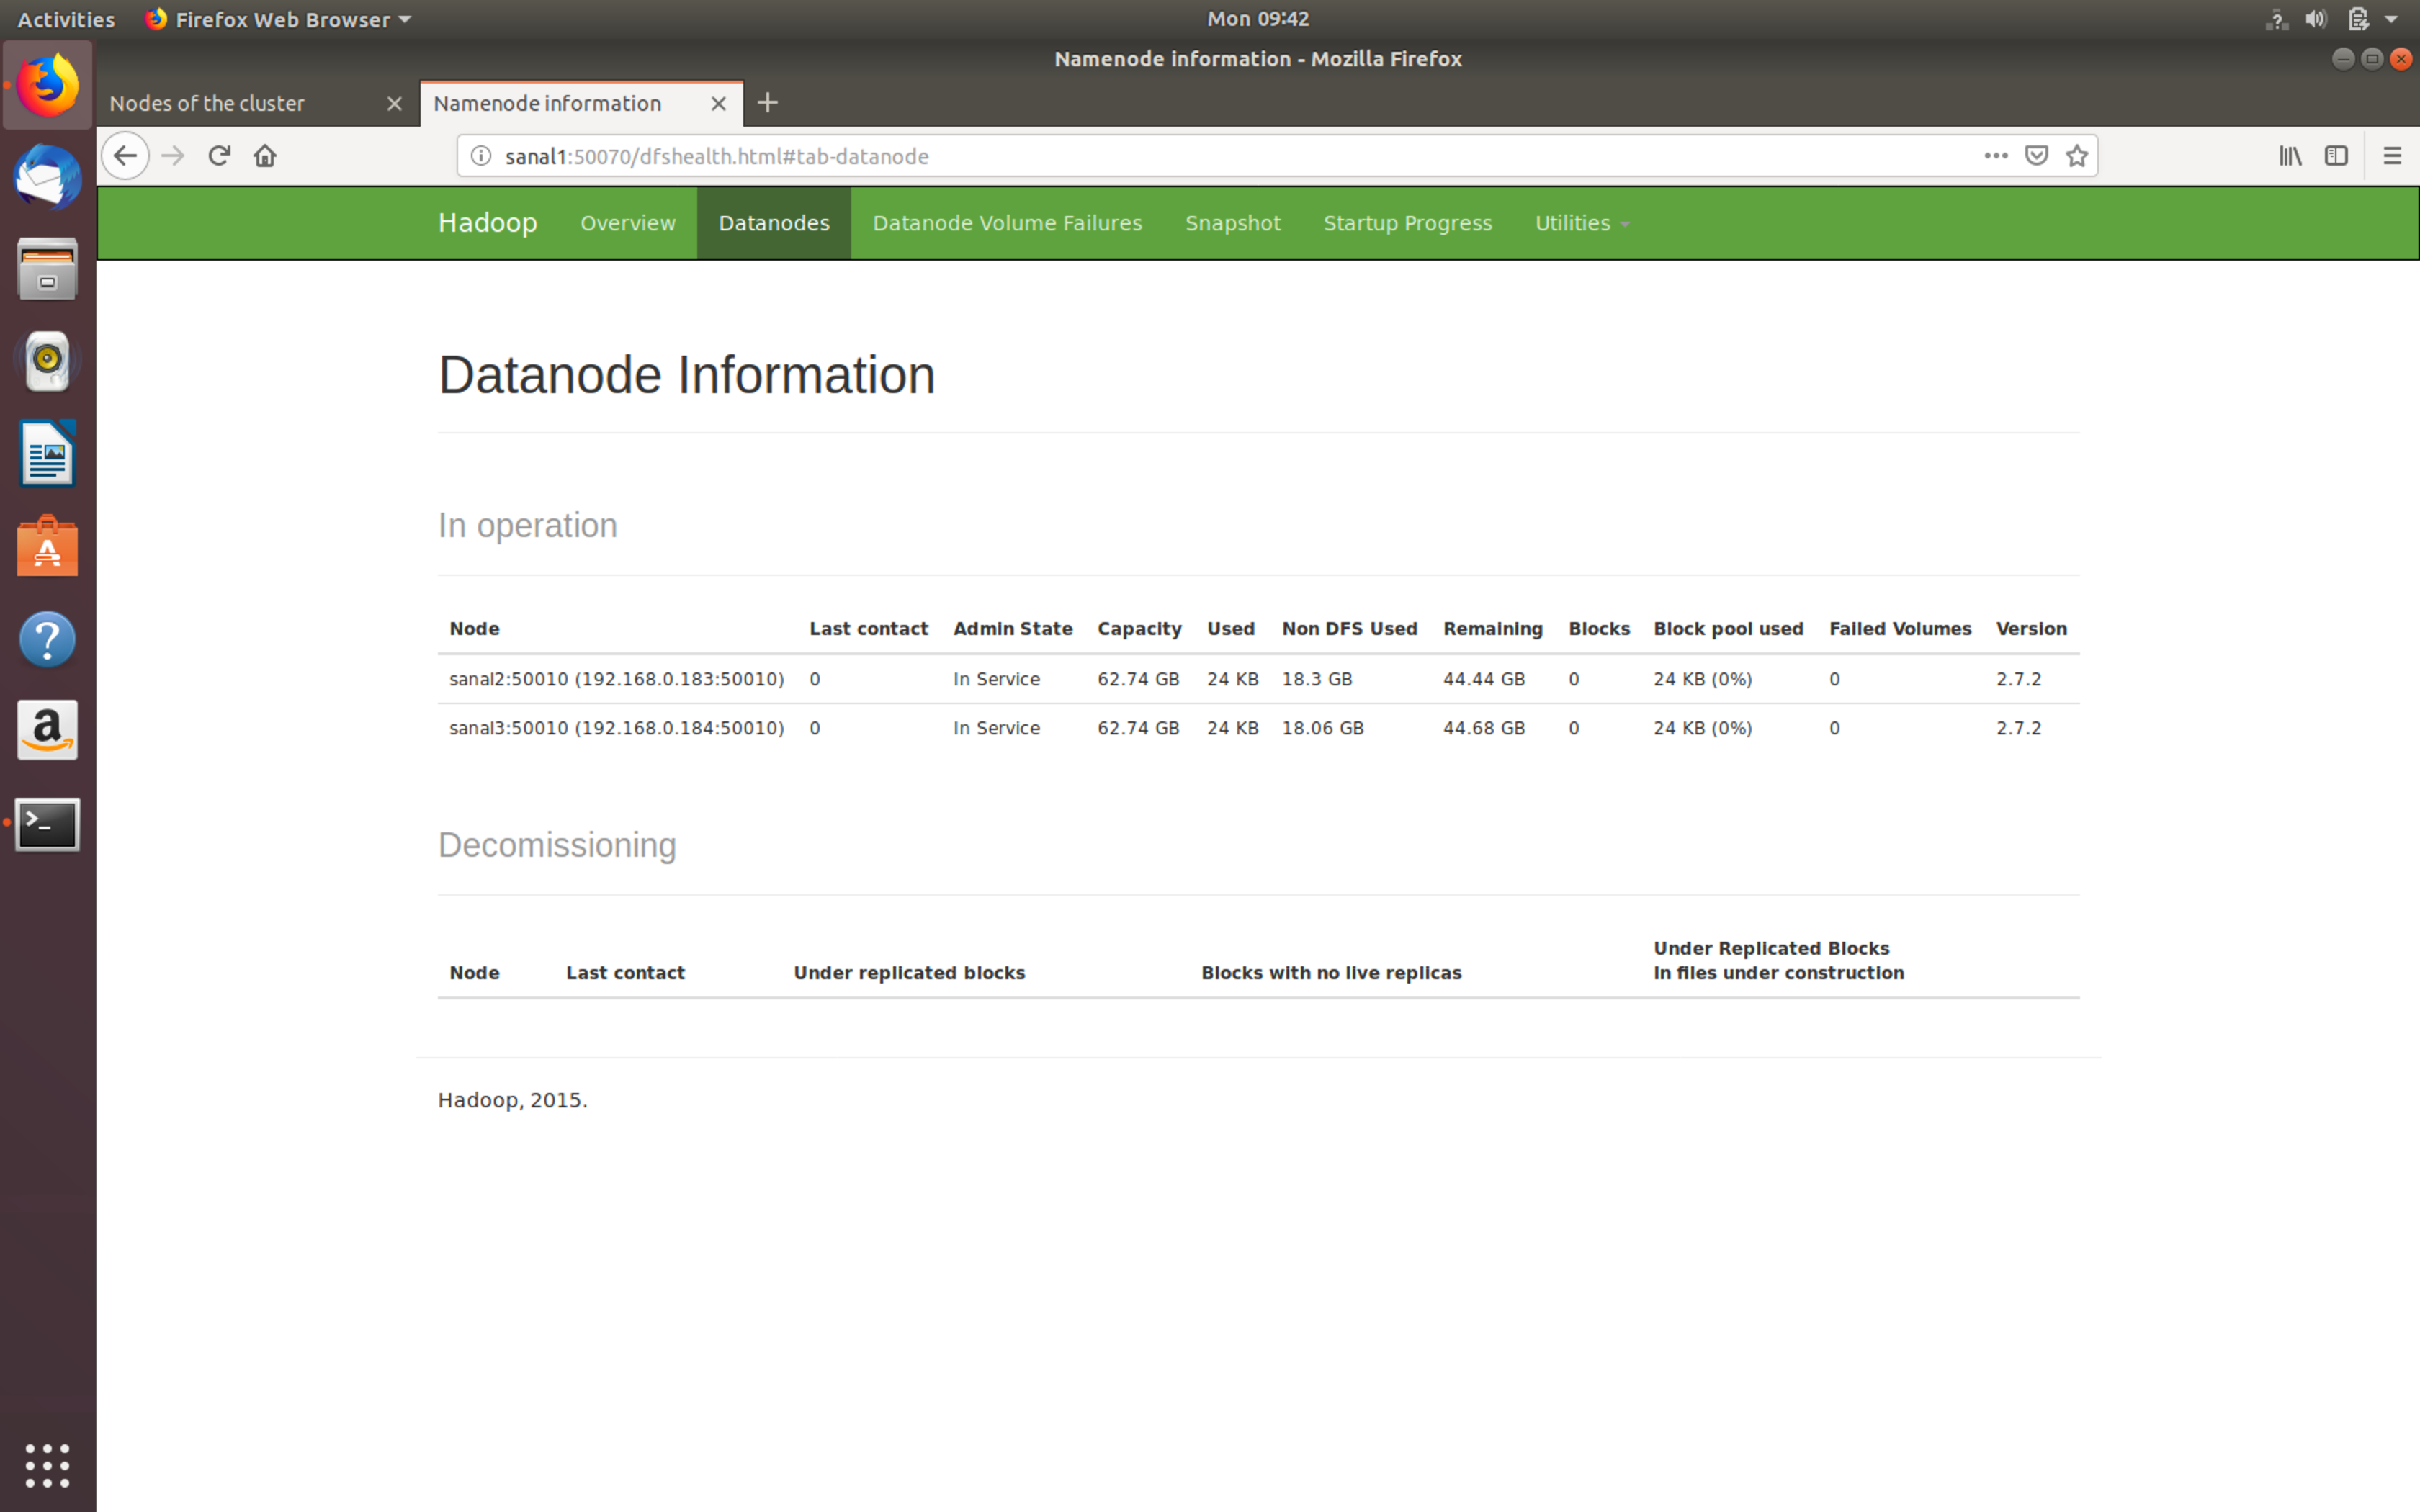 Activities Firefox Web Browser Mon 09:42
Namenode information - Mozilla Firefox
Nodes of the cluster Namenode information
sanal1:50070/dfshealth.html#tab-datanode
Hadoop Overview Datanodes Datanode Volume Failures Snapshot Startup Progress Utilities
Datanode Information
In operation
Node Last contact Admin State Capacity Used Non DFS Used Remaining Blocks Block pool used Failed Volumes Version
sanal2:50010 (192.168.0.183:50010) 0 In Service 62.74 GB 24 KB 18.3 GB 44.44 GB 0 24 KB (0%) 0 2.7.2
sanal3:50010 (192.168.0.184:50010) 0 In Service 62.74 GB 24 KB 18.06 GB 44.68 GB 0 24 KB (0%) 0 2.7.2
Decomissioning
Under Replicated Blocks
Node Last contact Under replicated blocks Blocks with no live replicas In files under construction
Hadoop, 2015.